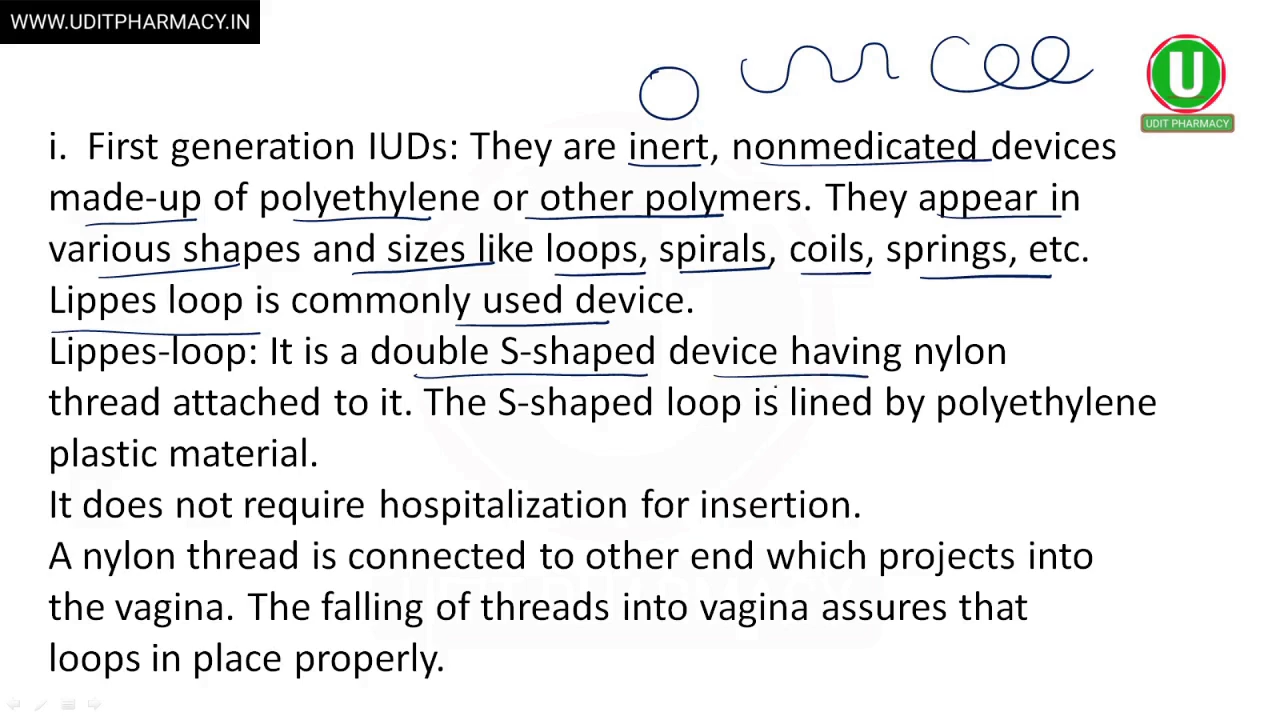 WWW.UDITPHARMACY.IN
U
UDIT PHARMACY
i. First generation IUDs: They are inert, nonmedicated devices
made-up of polyethylene or other polymers. They appear in
various shapes and sizes like loops, spirals, coils, springs, etc.
Lippes loop is commonly used device.
Lippes-loop: It is a double S-shaped device having nylon
thread attached to it. The S-shaped loop is lined by polyethylene
plastic material.
It does not require hospitalization for insertion.
A nylon thread is connected to other end which projects into
the vagina. The falling of threads into vagina assures that
loops in place properly.
UDIT PHARMACY